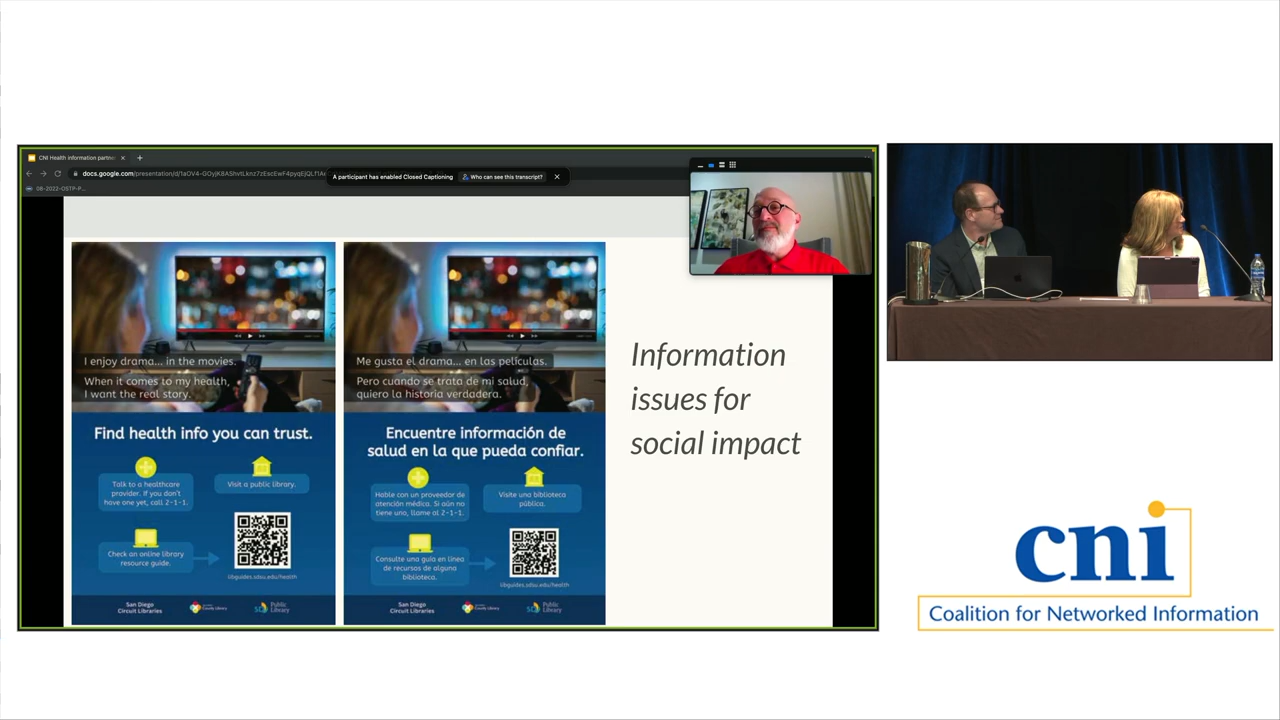 CNI Health information partne
A participant has enabled Closed Captioning
Who can see this transcript?
08-2022-OSTP-P...
I enjoy drama... in the movies.
When it comes to my health,
I want the real story.
Find health info you can trust.
Talk to a healthcare
provider. If you don't
have one yet, call 2-1-1.
Visit a public library.
Check an online library
resource guide.
libguides.sdsu.edu/health
San Diego
Circuit Libraries
County Library
Public
Library
Me gusta el drama... en las películas.
Pero cuando se trata de mi salud,
quiero la historia verdadera.
Encuentre información de
salud en la que pueda confiar.
Hable con un proveedor de
atención médica. Si aún no
tiene uno, llame al 2-1-1.
Visite una biblioteca
pública.
Consulte una guía en línea
de recursos de alguna
biblioteca.
libguides.sdsu.edu/health
San Diego
Circuit Libraries
County Library
Public
Library
Information
issues for
social impact
cni
Coalition for Networked Information